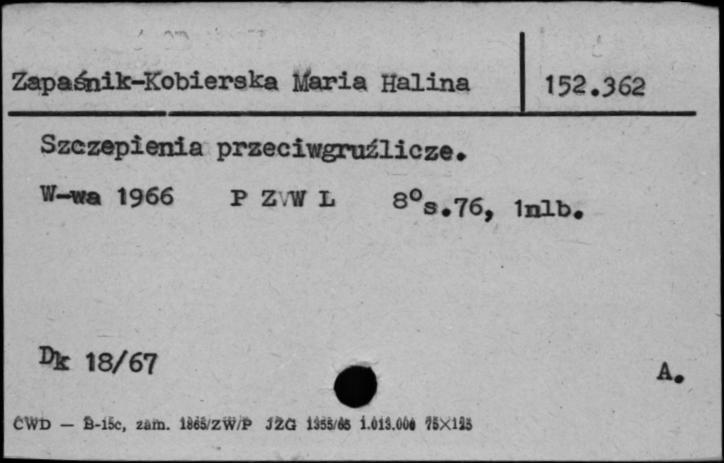 Zapaśnik-Kobierska Maria Halina 152.362
Szczepienia przeciwgruźlicze.
W-wa 1966 P Z W L 8° s.76, 1nlb.
Dk 18/67
A.
CWD — B-15c, zam. 1865/ZW/P JZG 1355/65 1.013.000 75×125